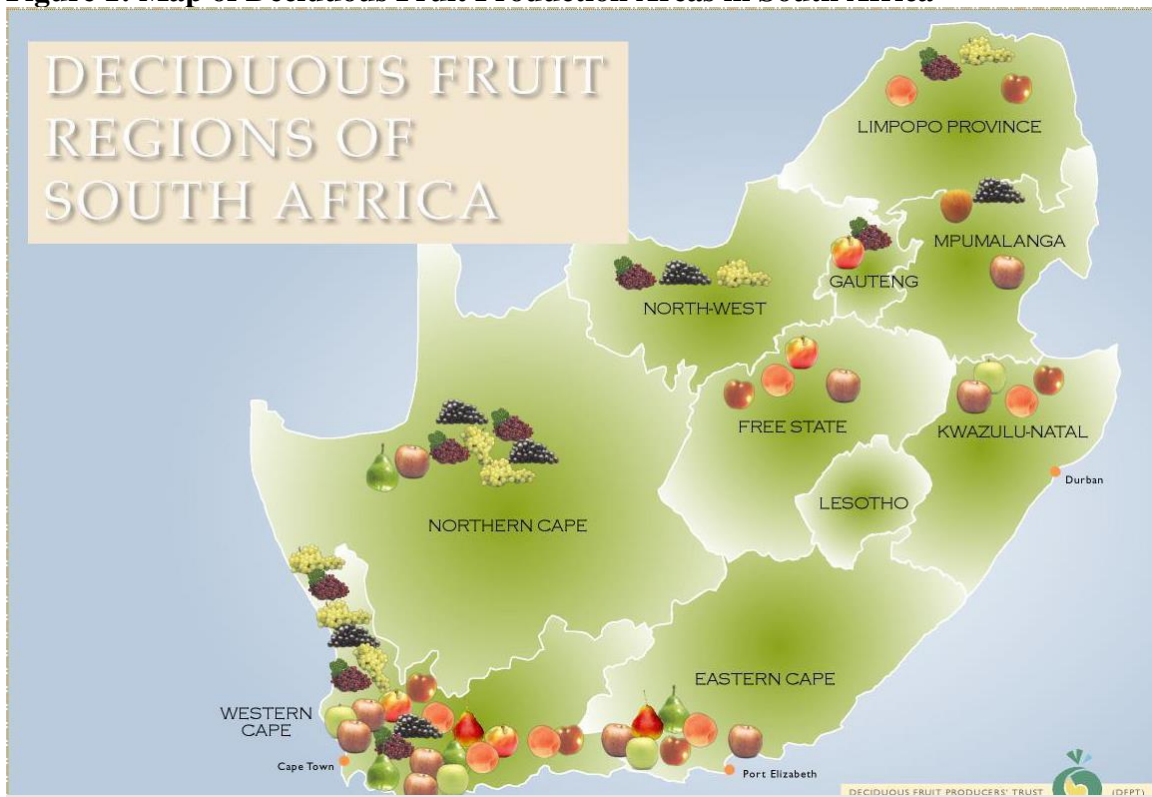 DECIDUOUS FRUIT
REGIONS OF
SOUTH AFRICA
LIMPOPO PROVINCE
MPUMALANGA
GAUTENG
NORTH-WEST
FREE STATE
KWAZULU-NATAL
Durban
LESOTHO
NORTHERN CAPE
EASTERN CAPE
WESTERN
CAPE
Cape Town
Port Elizabeth
DECIDUOUS FRUIT PRODUCERS' TRUST (DFPT)